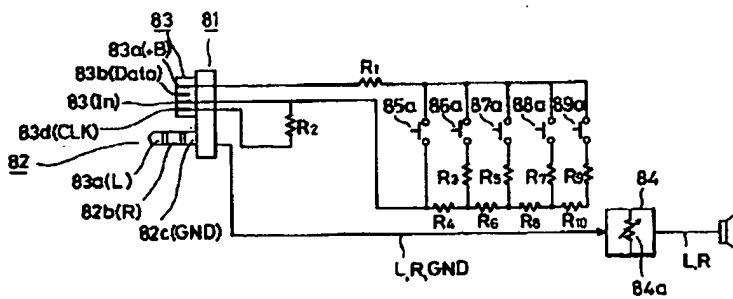 83 81
83a(+B)
83b(Data)
83(In)
83d(CLK)
82
83a(L)
82b(R)
82c(GND)
R1
R2
85a 86a 87a 88a 89a
R3 R5 R7 R9
R4 R6 R8 R10
84
84a
L,R,GND
L,R